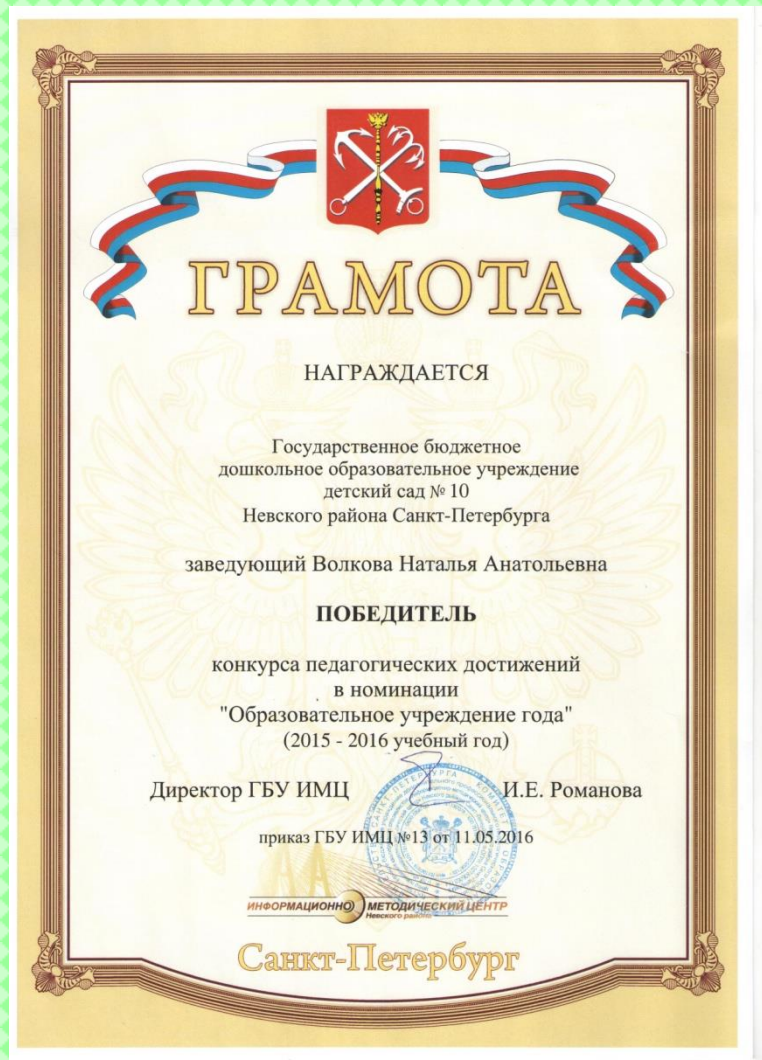 ГРАМОТА
НАГРАЖДАЕТСЯ
Государственное бюджетное
дошкольное образовательное учреждение
детский сад № 10
Невского района Санкт-Петербурга
заведующий Волкова Наталья Анатольевна
ПОБЕДИТЕЛЬ
конкурса педагогических достижений
в номинации
"Образовательное учреждение года"
(2015 - 2016 учебный год)
Директор ГБУ ИМЦ И.Е. Романова
приказ ГБУ ИМЦ №13 от 11.05.2016
ИНФОРМАЦИОННО МЕТОДИЧЕСКИЙ ЦЕНТР
Невского района
Санкт-Петербург